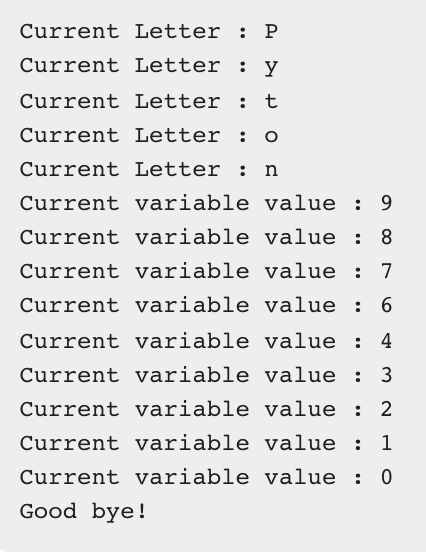 Current Letter : P
Current Letter : y
Current Letter : t
Current Letter : o
Current Letter : n
Current variable value : 9
Current variable value : 8
Current variable value : 7
Current variable value : 6
Current variable value : 4
Current variable value : 3
Current variable value : 2
Current variable value : 1
Current variable value : 0
Good bye!